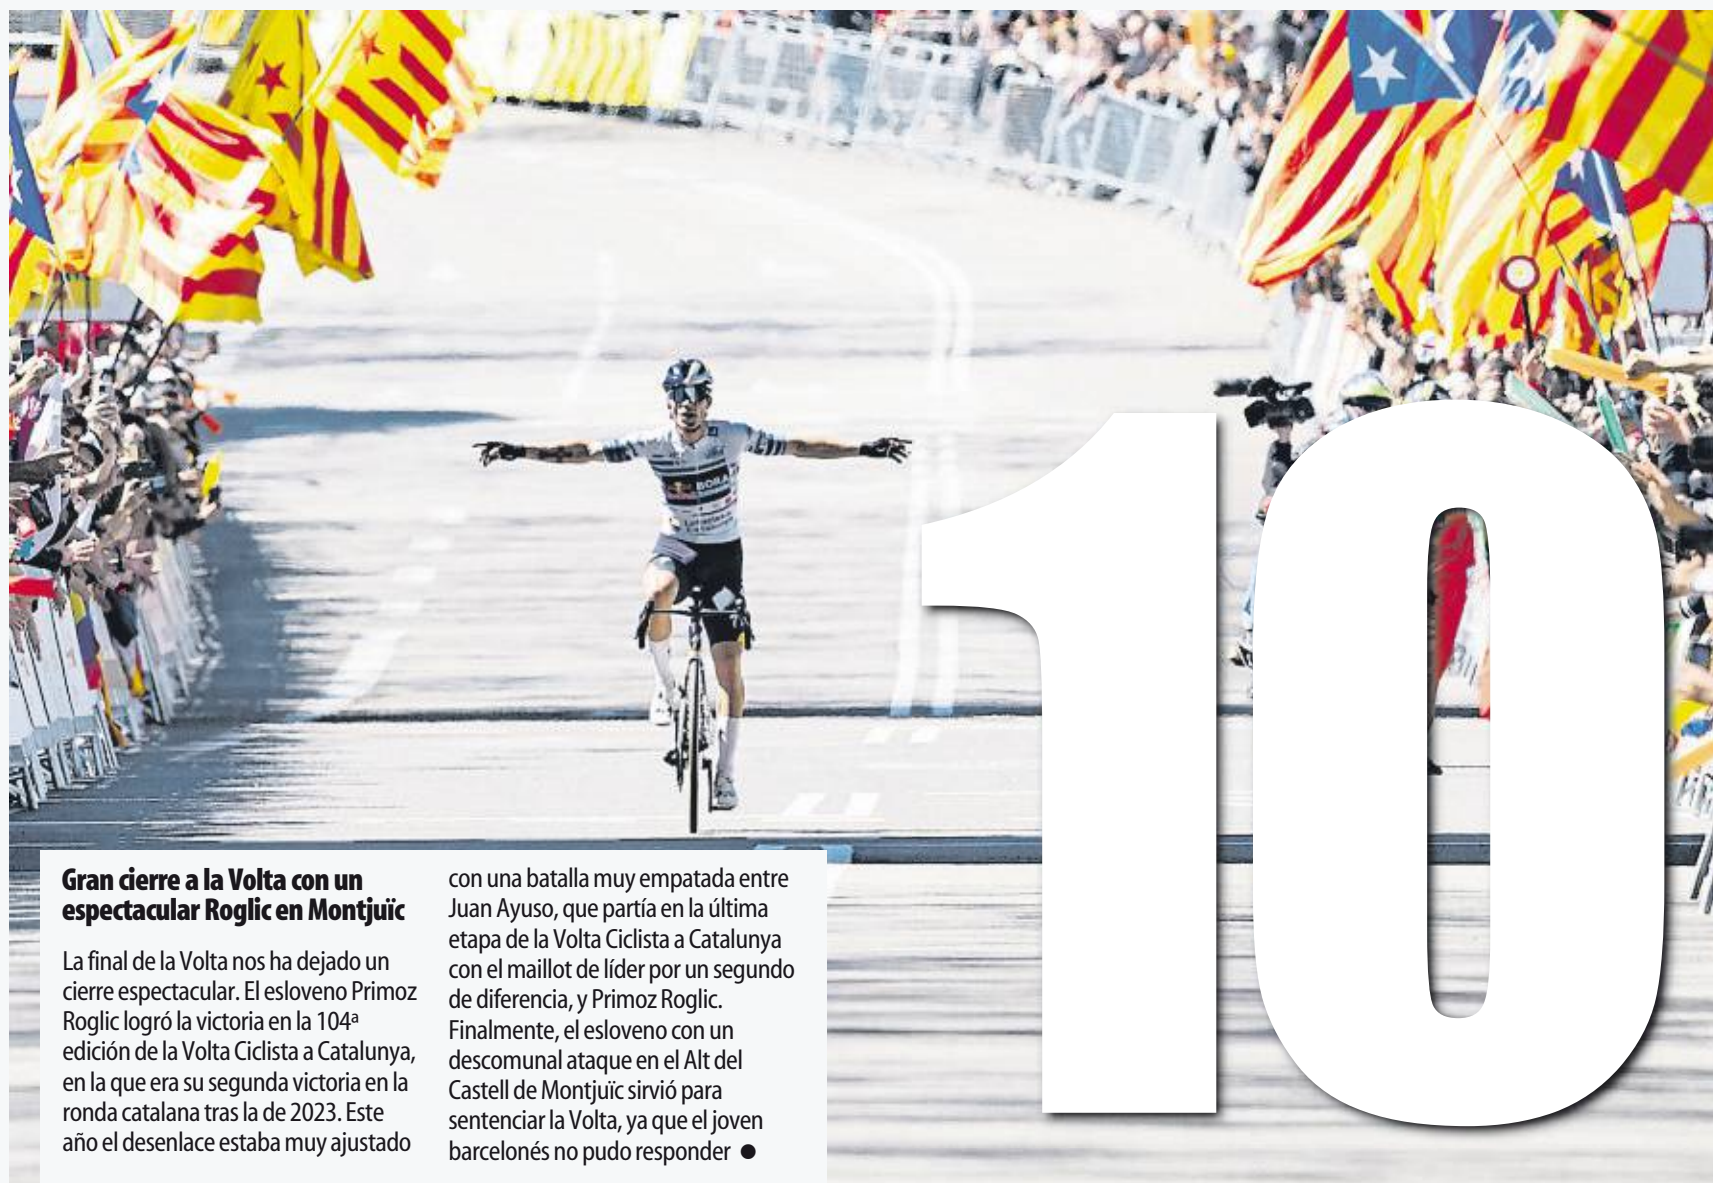 BORA
10
Gran cierre a la Volta con un
espectacular Roglic en Montjuïc
La final de la Volta nos ha dejado un
cierre espectacular. El esloveno Primoz
Roglic logró la victoria en la 104ª
edición de la Volta Ciclista a Catalunya,
en la que era su segunda victoria en la
ronda catalana tras la de 2023. Este
año el desenlace estaba muy ajustado
con una batalla muy empatada entre
Juan Ayuso, que partía en la última
etapa de la Volta Ciclista a Catalunya
con el maillot de líder por un segundo
de diferencia, y Primoz Roglic.
Finalmente, el esloveno con un
descomunal ataque en el Alt del
Castell de Montjuïc sirvió para
sentenciar la Volta, ya que el joven
barcelonés no pudo responder ●